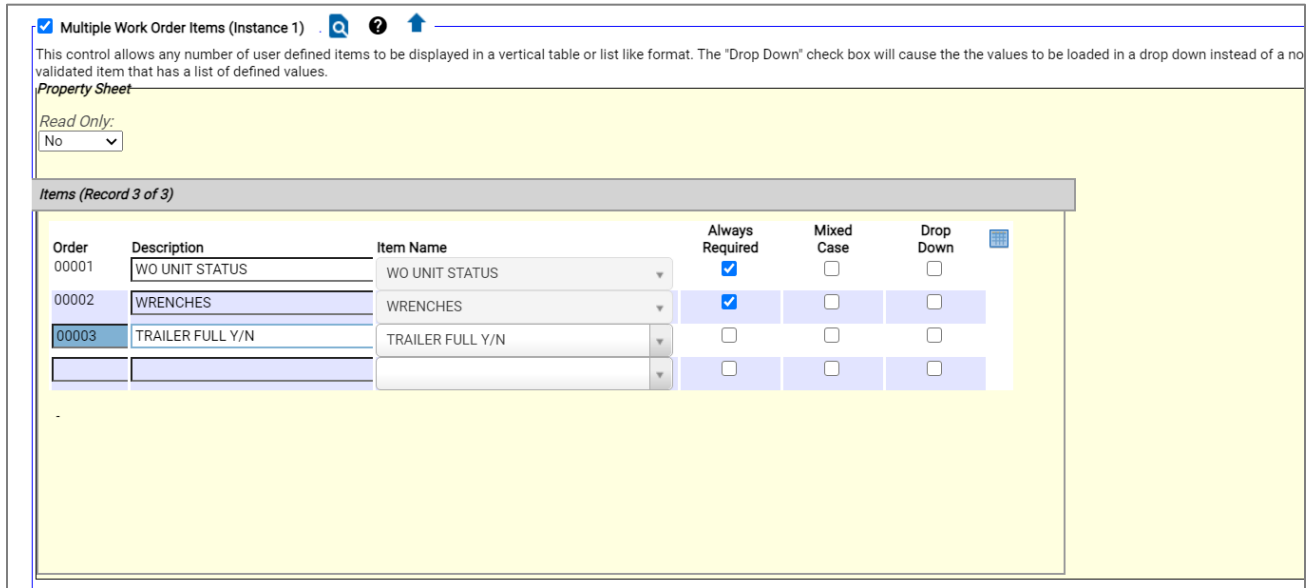 Multiple Work Order Items (Instance 1)
This control allows any number of user defined items to be displayed in a vertical table or list like format. The "Drop Down" check box will cause the the values to be loaded in a drop down instead of a no
validated item that has a list of defined values.
Property Sheet
Read Only:
No
Items (Record 3 of 3)
Order Description Item Name Always Required Mixed Case Drop Down
00001 WO UNIT STATUS WO UNIT STATUS
00002 WRENCHES WRENCHES
00003 TRAILER FULL Y/N TRAILER FULL Y/N
-